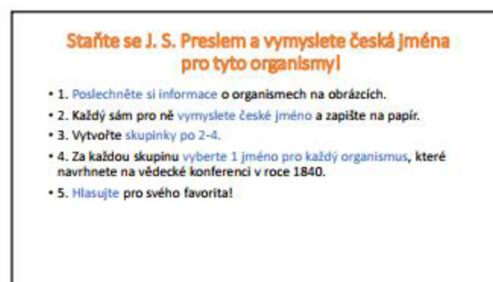 Staňte se J. S. Preslem a vymyslete česká jména
pro tyto organismy!
• 1. Poslechněte si informace o organismech na obrázcích.
• 2. Každý sám pro ně vymyslete české jméno a zapište na papír.
• 3. Vytvořte skupinky po 2-4.
• 4. Za každou skupinu vyberte 1 jméno pro každý organismus, které
navrhnete na vědecké konferenci v roce 1840.
• 5. Hlasujte pro svého favorita!